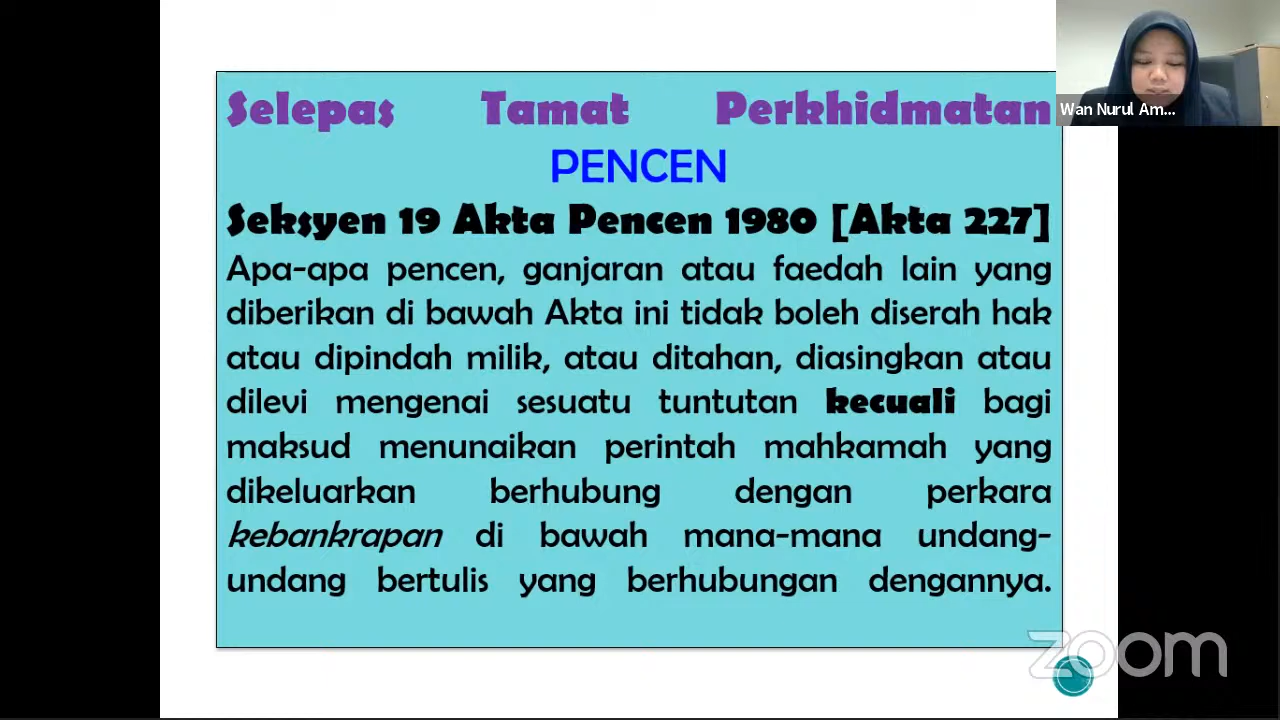 Selepas Tamat Perkhidmatan
PENCEN
Seksyen 19 Akta Pencen 1980 [Akta 227]
Apa-apa pencen, ganjaran atau faedah lain yang
diberikan di bawah Akta ini tidak boleh diserah hak
atau dipindah milik, atau ditahan, diasingkan atau
dilevi mengenai sesuatu tuntutan kecuali bagi
maksud menunaikan perintah mahkamah yang
dikeluarkan berhubung dengan perkara
kebankrapan di bawah mana-mana undang-
undang bertulis yang berhubungan dengannya.
Wan Nurul Am...
zoom